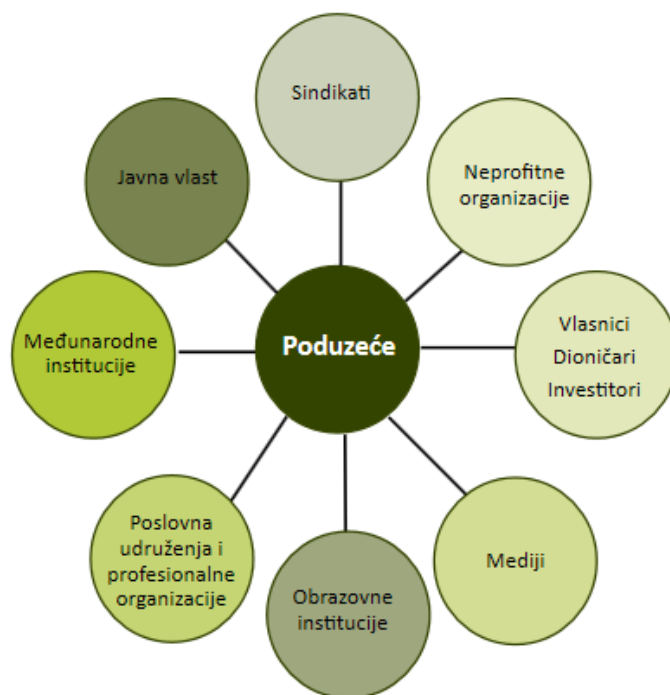 Sindikati
Neprofitne
organizacije
Vlasnici
Dioničari
Investitori
Mediji
Obrazovne
institucije
Poslovna
udruženja i
profesionalne
organizacije
Međunarodne
institucije
Javna vlast
Poduzeće